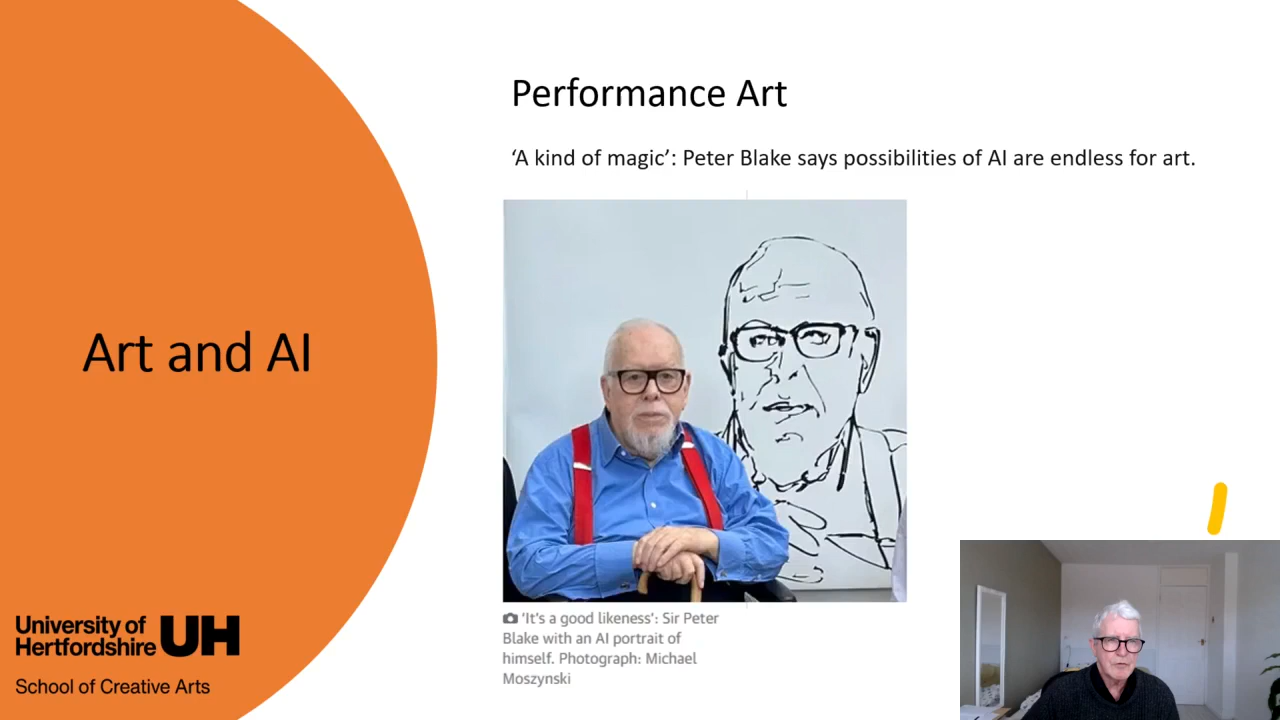 Performance Art
‘A kind of magic’: Peter Blake says possibilities of AI are endless for art.
Art and AI
'It's a good likeness': Sir Peter
Blake with an AI portrait of
himself. Photograph: Michael
Moszynski
University of
Hertfordshire UH
School of Creative Arts